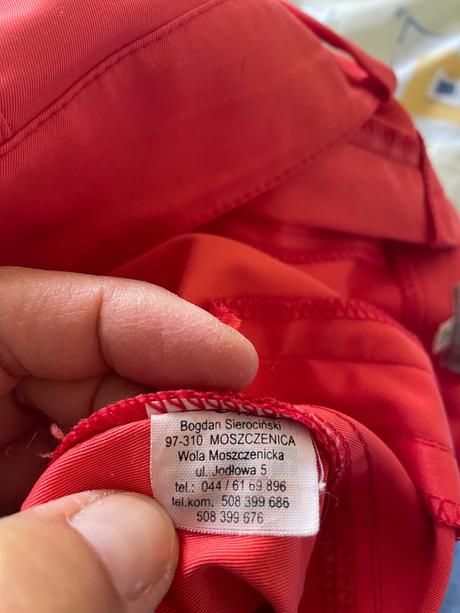 Bogdan Sierociński
97-310 MOSZCZENICA
Wola Moszczenicka
ul. Jodłowa 5
tel.: 044 / 61 69 896
tel.kom. 508 399 686
508 399 676